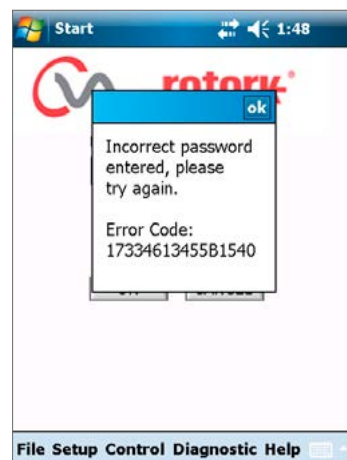 Start 1:48
rotork
ok
Incorrect password
entered, please
try again.
Error Code:
17334613455B1540
CANCEL
File Setup Control Diagnostic Help